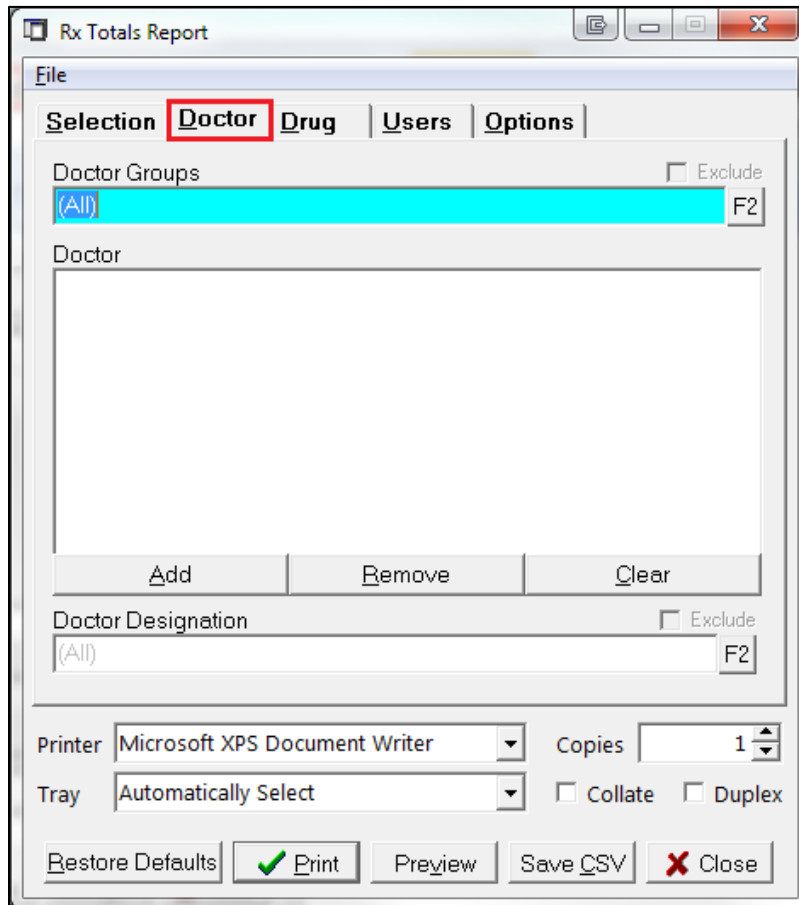 Rx Totals Report
File
Selection Doctor Drug Users Options
Doctor Groups Exclude
(All) F2
Doctor
Add Remove Clear
Doctor Designation Exclude
(All) F2
Printer Microsoft XPS Document Writer Copies 1
Tray Automatically Select Collate Duplex
Restore Defaults Print Preview Save CSV Close